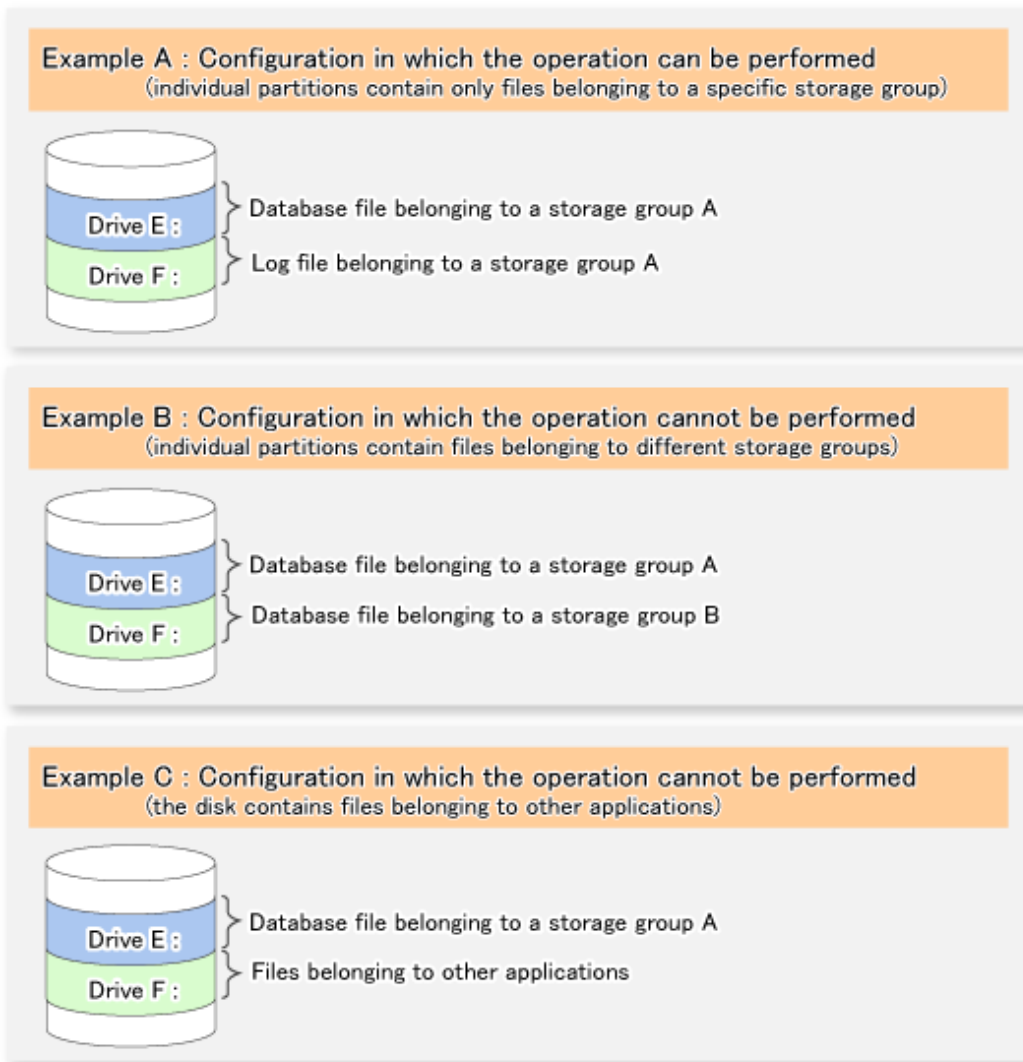 Example A : Configuration in which the operation can be performed
(individual partitions contain only files belonging to a specific storage group)
Drive E :
Database file belonging to a storage group A
Drive F :
Log file belonging to a storage group A
Example B : Configuration in which the operation cannot be performed
(individual partitions contain files belonging to different storage groups)
Drive E :
Database file belonging to a storage group A
Drive F :
Database file belonging to a storage group B
Example C : Configuration in which the operation cannot be performed
(the disk contains files belonging to other applications)
Drive E :
Database file belonging to a storage group A
Drive F :
Files belonging to other applications